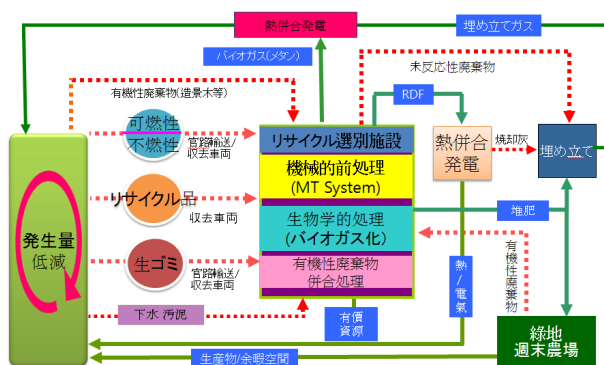 熱併合発電
埋め立てガス
バイオガス(メタン)
未反応性廃棄物
有機性廃棄物(造景木等)
RDF
可燃性
不燃性
官路輸送/
収去車両
リサイクル選別施設
熱併合
発電
焼却灰
埋め立て
機械的前処理
(MT System)
リサイクル品
収去車両
発生量
低減
生物学的処理
(バイオガス化)
堆肥
生ゴミ
官路輸送/
収去車両
有機性廃棄物
併合処理
熱/電氣
有機性廃棄物
下水 汚泥
有價
資源
綠地
週末農場
生産物/余暇空間